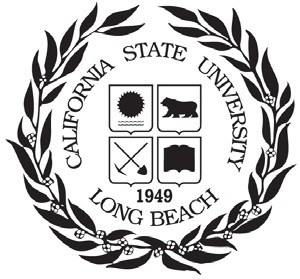 CALIFORNIA STATE UNIVERSITY
1949
LONG BEACH